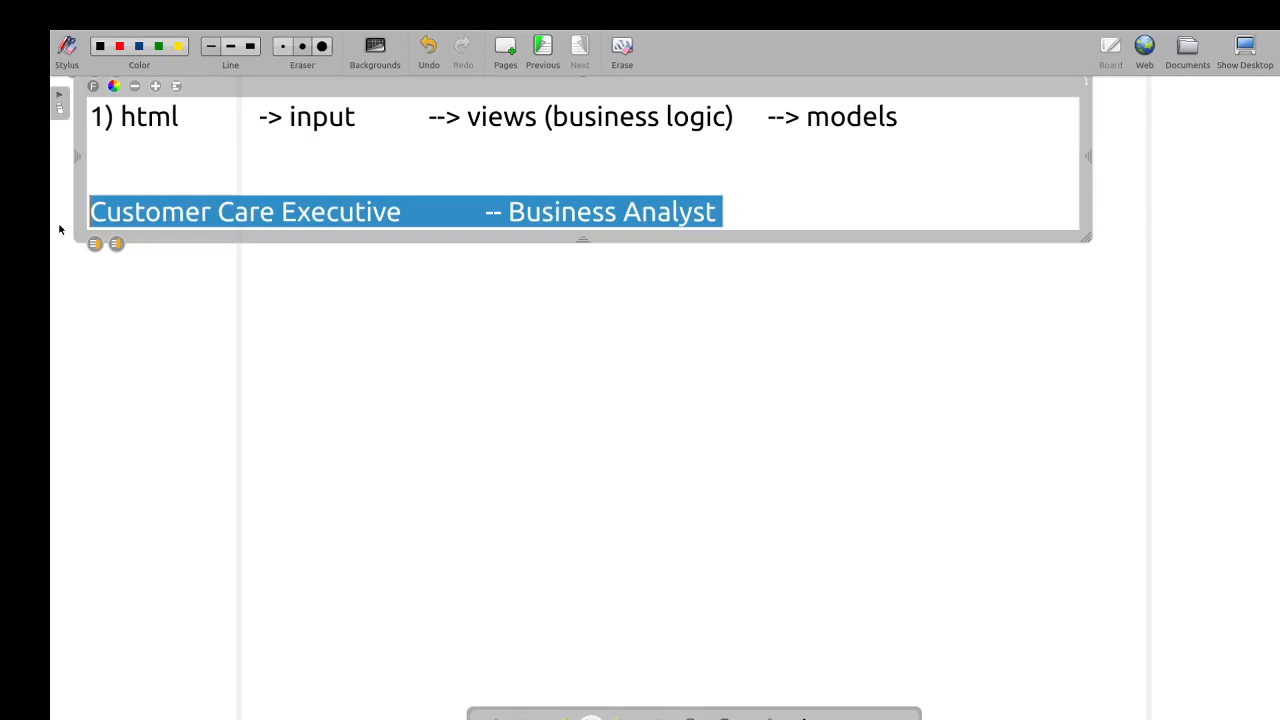 Stylus Color Line Eraser Backgrounds Undo Redo Pages Previous Next Erase Board Web Documents Show Desktop
F
1) html -> input --> views (business logic) --> models
Customer Care Executive -- Business Analyst